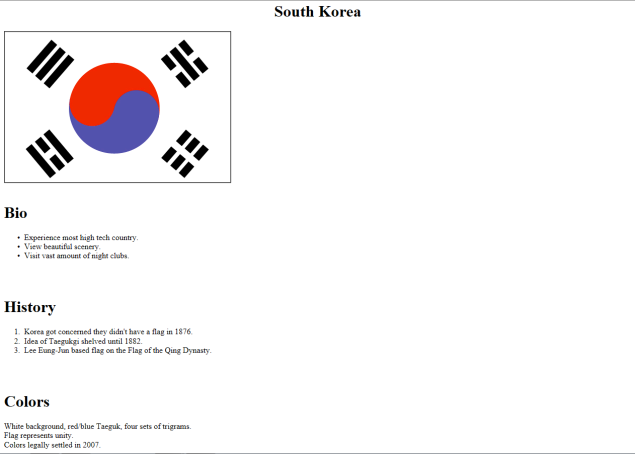 South Korea
Bio
• Experience most high tech country.
• View beautiful scenery.
• Visit vast amount of night clubs.
History
1. Korea got concerned they didn't have a flag in 1876.
2. Idea of Taegukgi shelved until 1882.
3. Lee Eung-Jun based flag on the Flag of the Qing Dynasty.
Colors
White background, red/blue Taeguk, four sets of trigrams.
Flag represents unity.
Colors legally settled in 2007.